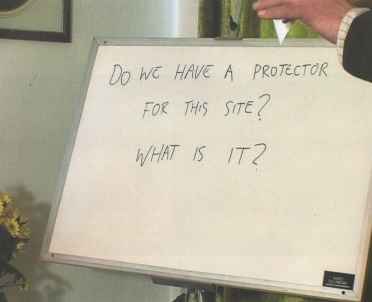 DO WE HAVE A PROTECTOR
FOR THIS SITE?
WHAT IS IT?